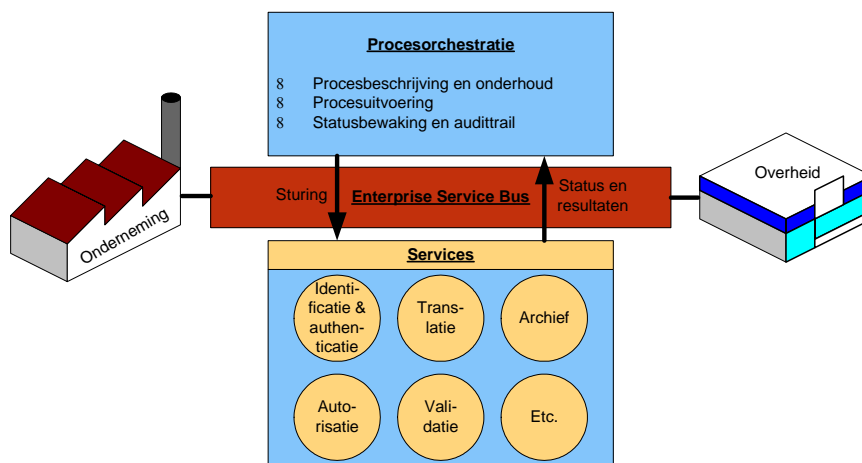 Procesorchestratie
8 Procesbeschrijving en onderhoud
8 Procesuitvoering
8 Statusbewaking en audittrail
Onderneming
Sturing
Enterprise Service Bus
Status en
resultaten
Overheid
Services
Identi-
ficatie &
authen-
ticatie
Trans-
latie
Archief
Auto-
risatie
Vali-
datie
Etc.